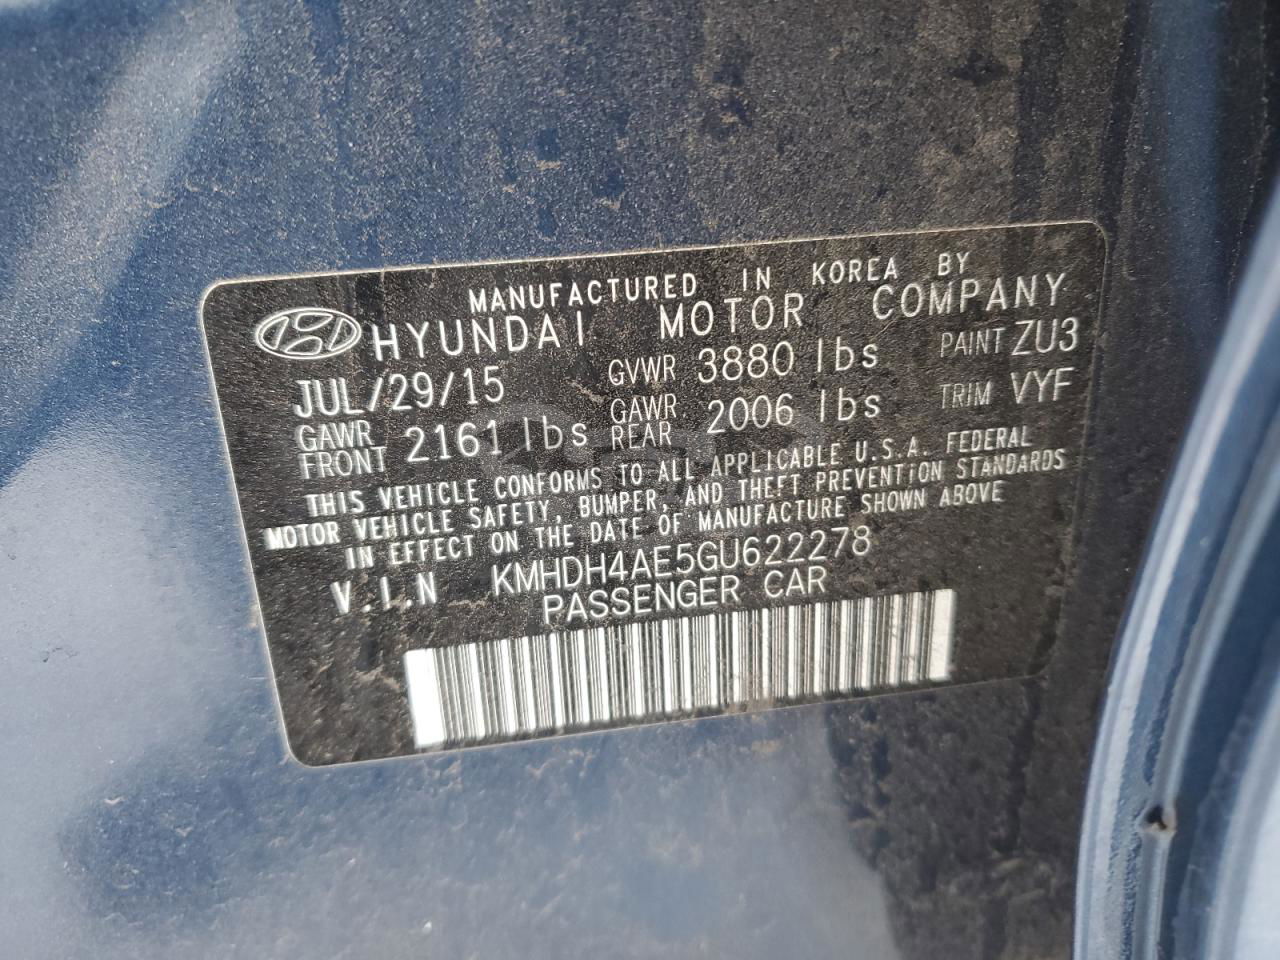 MANUFACTURED IN KOREA BY
HYUNDAI MOTOR COMPANY
JUL/29/15 GVWR 3880 lbs PAINT ZU3
GAWR FRONT 2161 lbs GAWR REAR 2006 lbs TRIM VYF
THIS VEHICLE CONFORMS TO ALL APPLICABLE U.S.A. FEDERAL
MOTOR VEHICLE SAFETY, BUMPER, AND THEFT PREVENTION STANDARDS
IN EFFECT ON THE DATE OF MANUFACTURE SHOWN ABOVE
V.I.N KMHDH4AE5GU622278
PASSENGER CAR